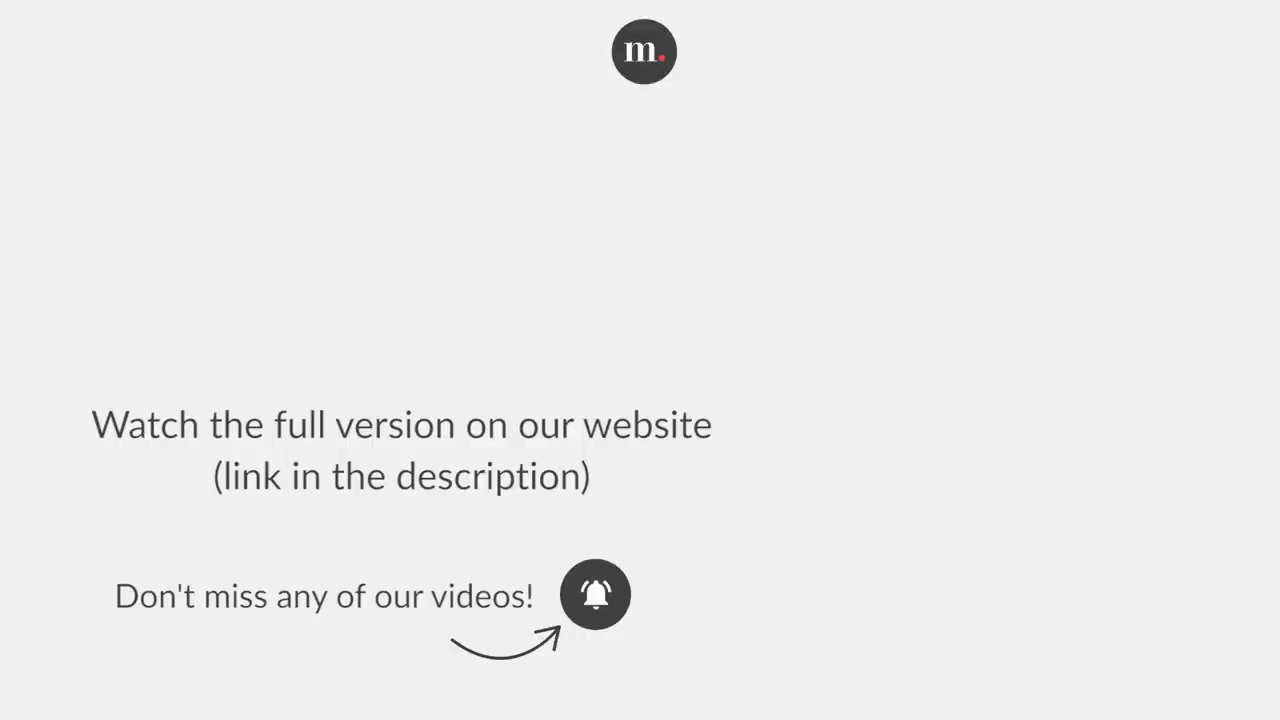 m.
Watch the full version on our website
(link in the description)
Don't miss any of our videos!